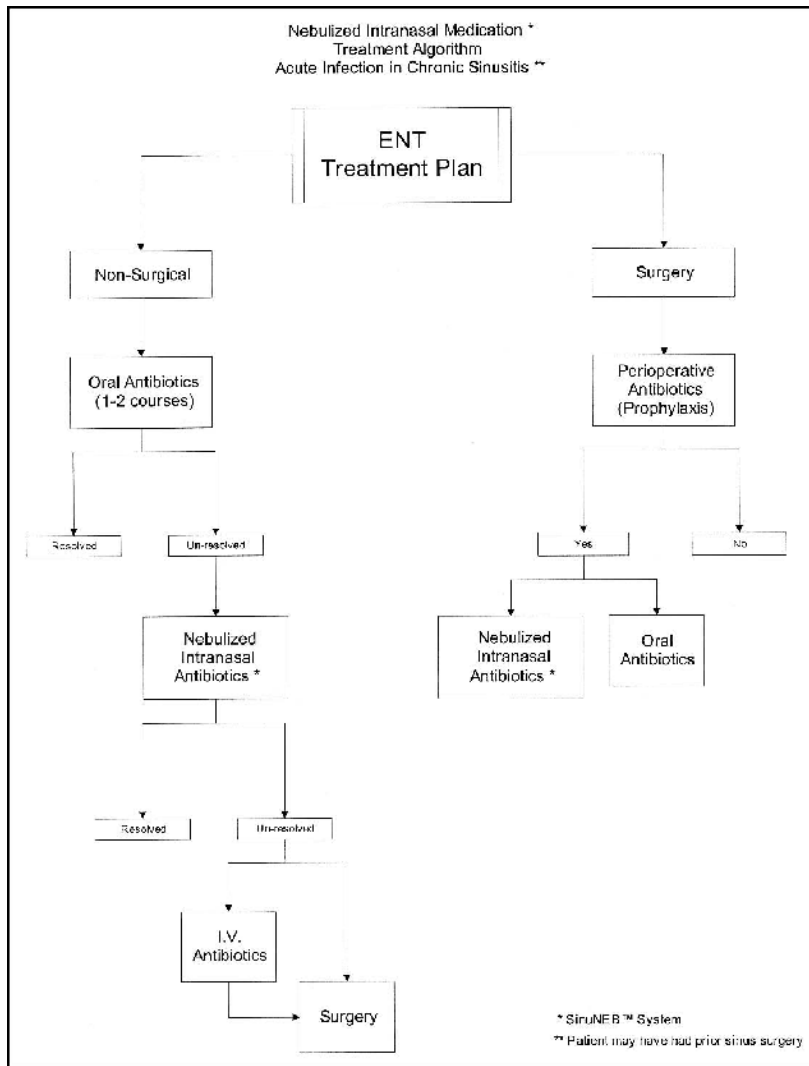 Nebulized Intranasal Medication *
Treatment Algorithm
Acute Infection in Chronic Sinusitis **
ENT
Treatment Plan
Non-Surgical
Surgery
Oral Antibiotics
(1-2 courses)
Perioperative
Antibiotics
(Prophylaxis)
Resolved
Un-resolved
Yes
No
Nebulized
Intranasal
Antibiotics *
Nebulized
Intranasal
Antibiotics *
Oral
Antibiotics
Resolved
Un-resolved
I.V.
Antibiotics
Surgery
* SinuNEB™ System
** Patient may have had prior sinus surgery